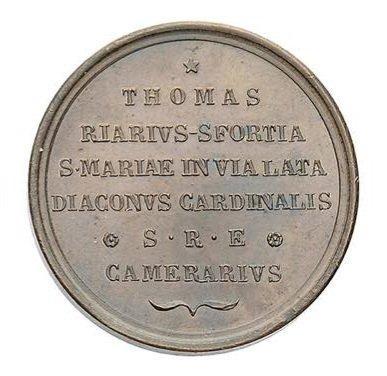 THOMAS
RIARIVS-SFORTIA
S·MARIAE IN VIA LATA
DIACONVS CARDINALIS
S·R·E
CAMERARIVS